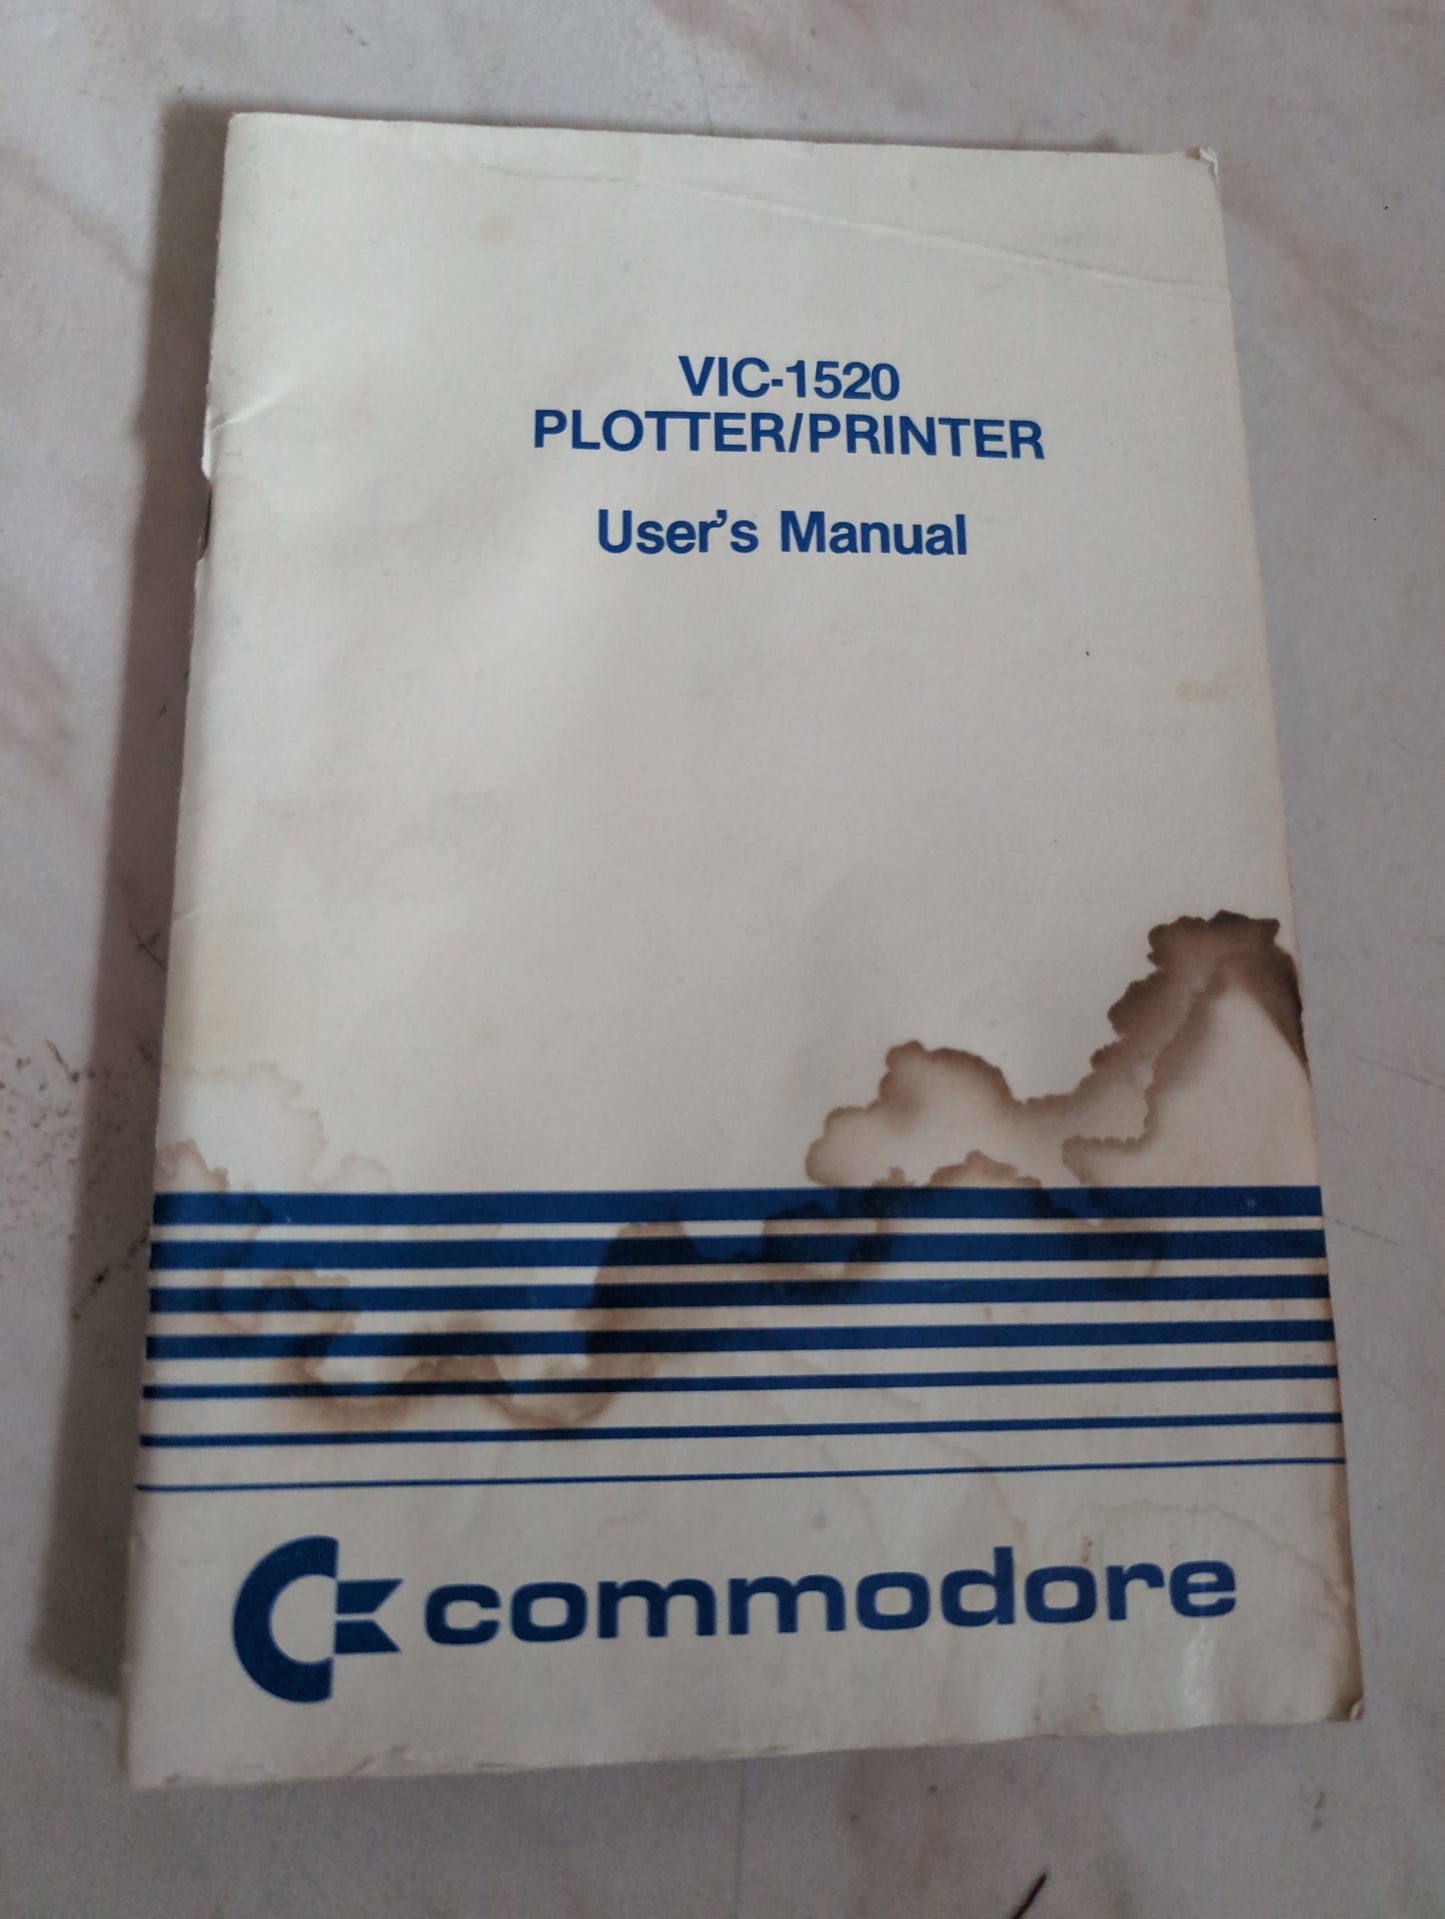 VIC-1520
PLOTTER/PRINTER
User's Manual
commodore